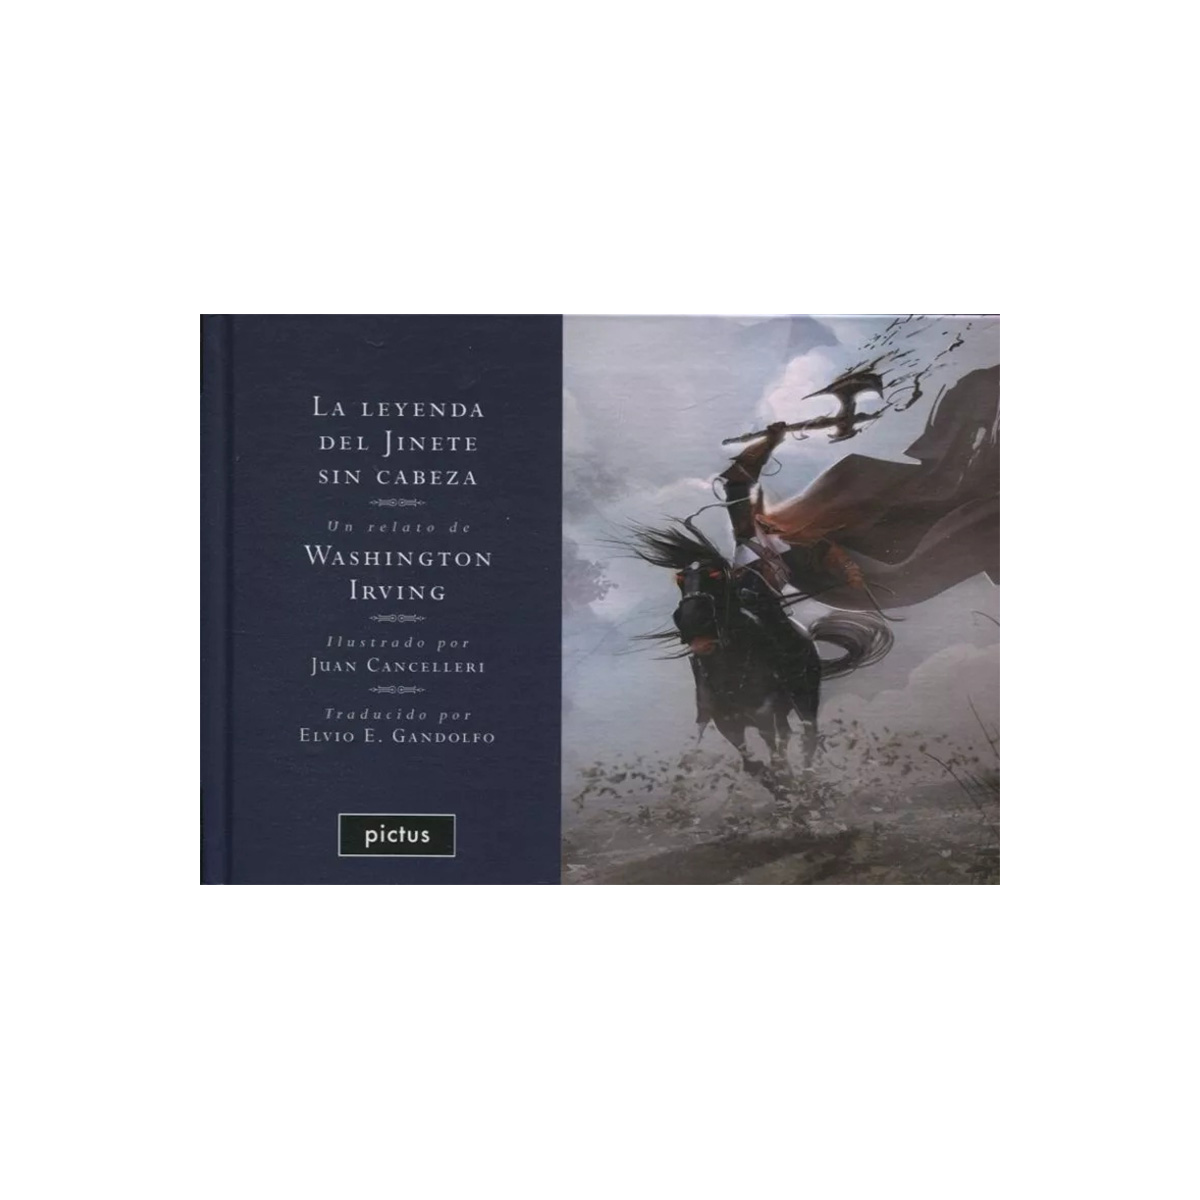 La leyenda
del Jinete
sin cabeza
Un relato de
Washington
Irving
Ilustrado por
Juan Cancelleri
Traducido por
Elvio E. Gandolfo
pictus